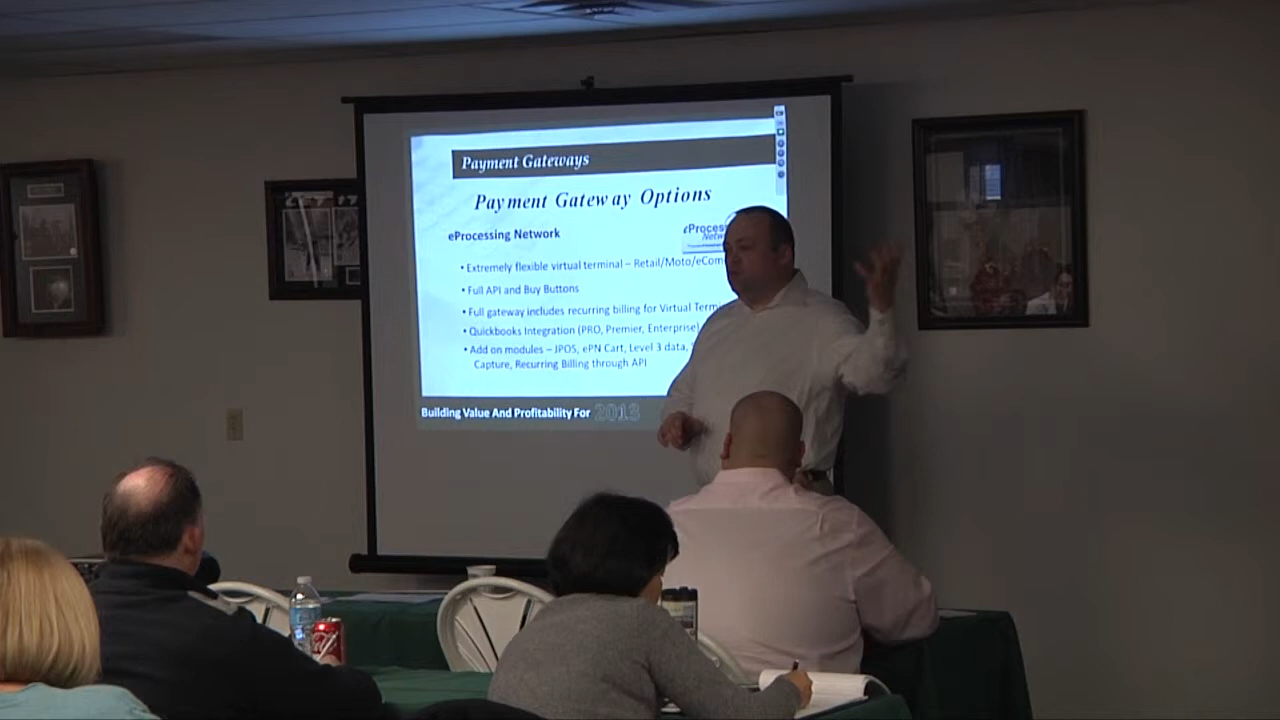 Payment Gateways
Payment Gateway Options
eProcessing Network
eProcess
• Extremely flexible virtual terminal – Retail/Moto/eCom
• Full API and Buy Buttons
• Full gateway includes recurring billing for Virtual Termi
• Quickbooks Integration (PRO, Premier, Enterprise)
• Add on modules – JPOS, ePN Cart, Level 3 data,
Capture, Recurring Billing through API
Building Value And Profitability For 2013